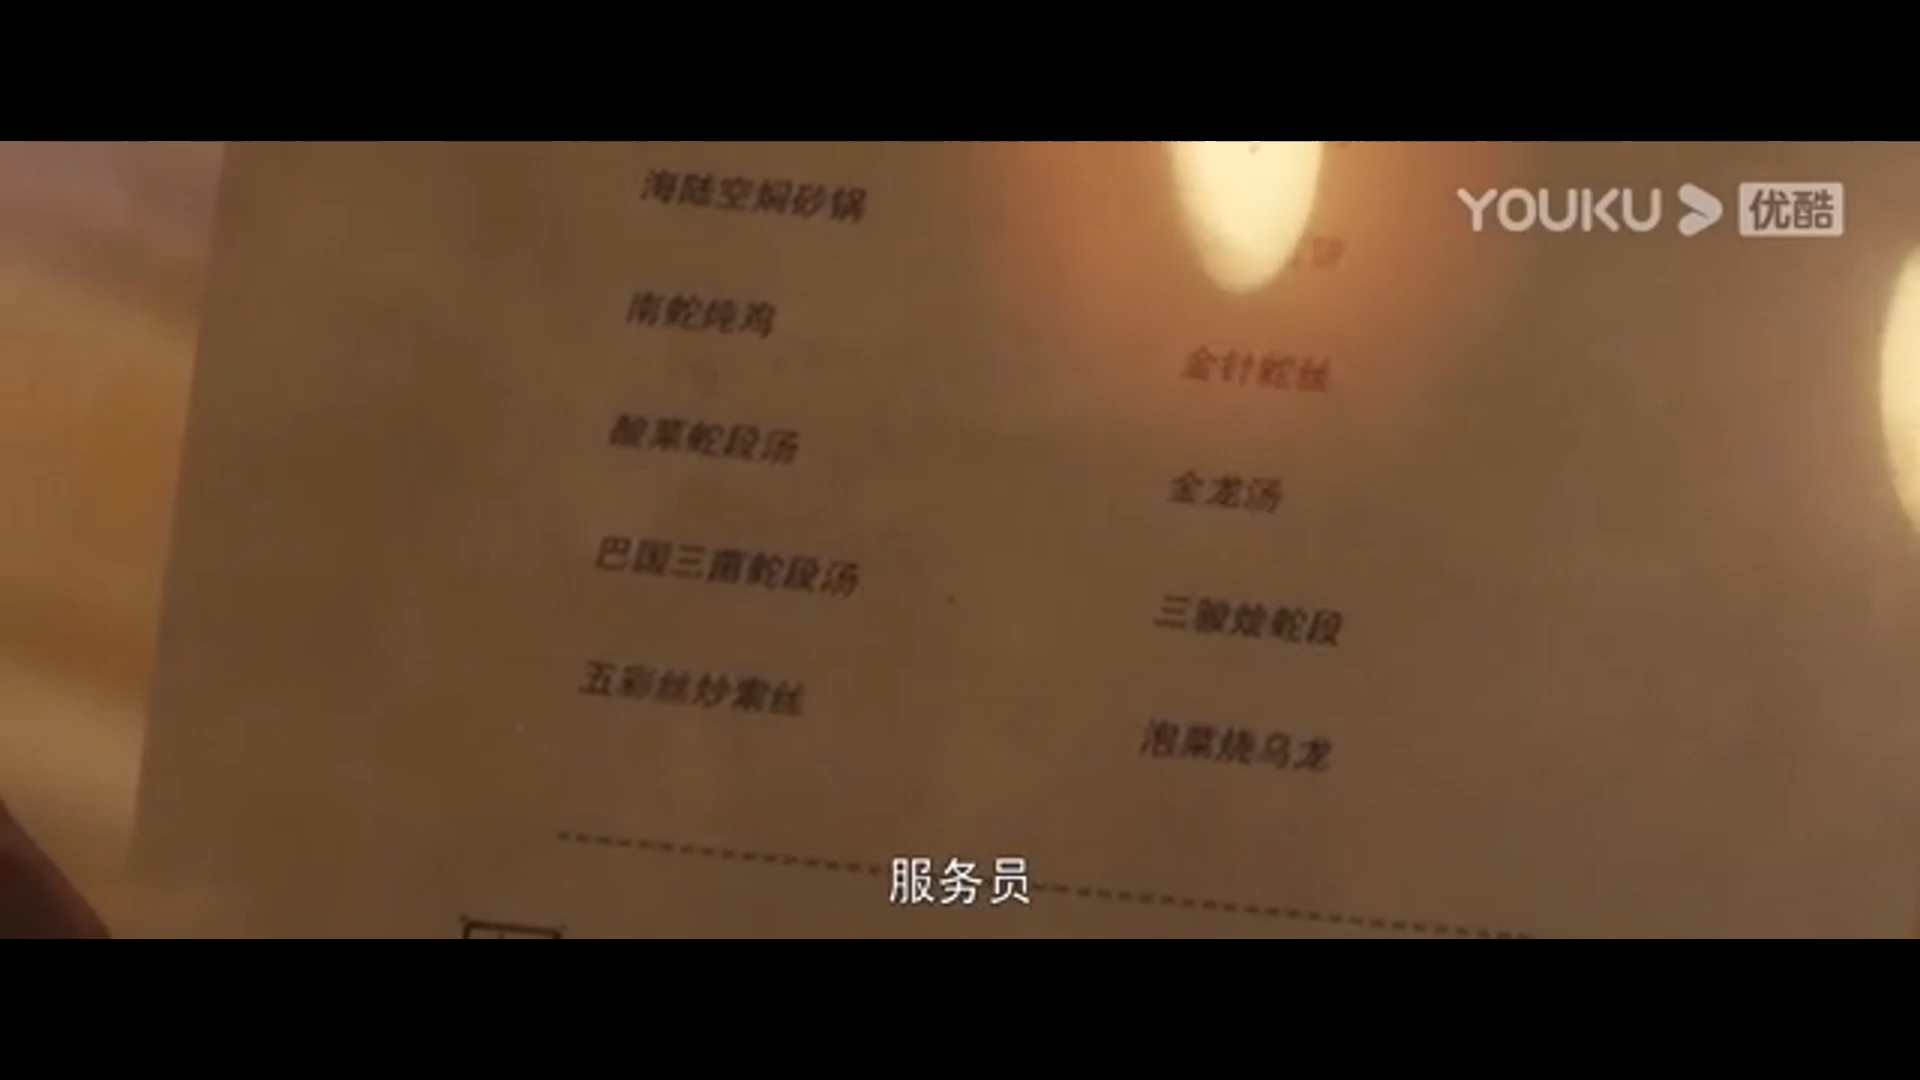 YOUKU 优酷
海陆空焖砂锅
南蛇炖鸡
酸菜蛇段汤
巴国三菌蛇段汤
五彩丝炒素丝
金针蛇丝
金龙汤
三骏烩蛇段
泡菜烧乌龙
服务员